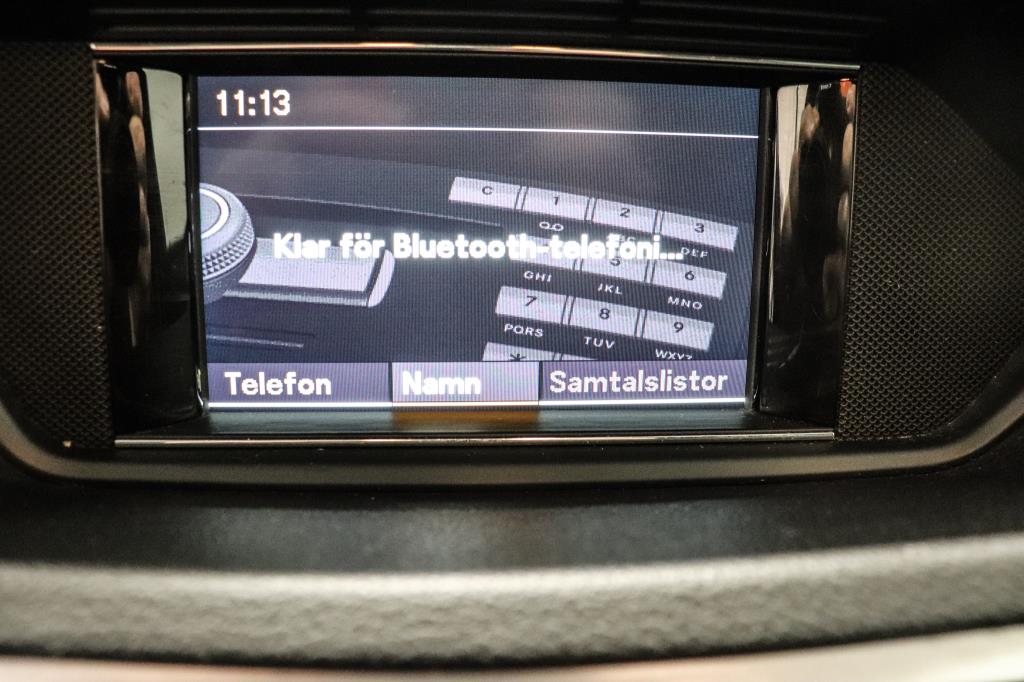 11:13
C 1 2 3
DEF
Klar för Bluetooth-telefoni...
5 6
GHI JKL MNO
7 8 9
PQRS TUV WXYZ
*
Telefon Namn Samtalslistor